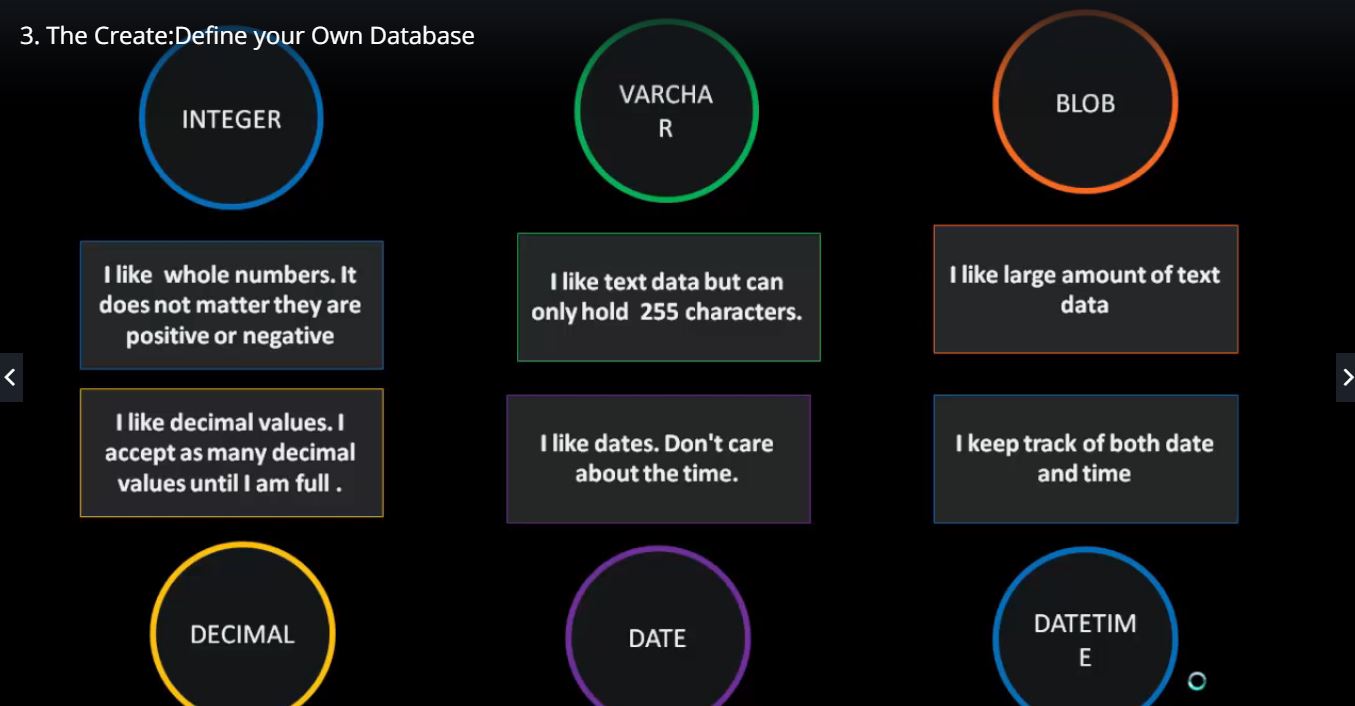 3. The Create:Define your Own Database
INTEGER
VARCHA
R
BLOB
I like whole numbers. It
does not matter they are
positive or negative
I like text data but can
only hold 255 characters.
I like large amount of text
data
I like decimal values. I
accept as many decimal
values until I am full .
I like dates. Don't care
about the time.
I keep track of both date
and time
DECIMAL
DATE
DATETIM
E